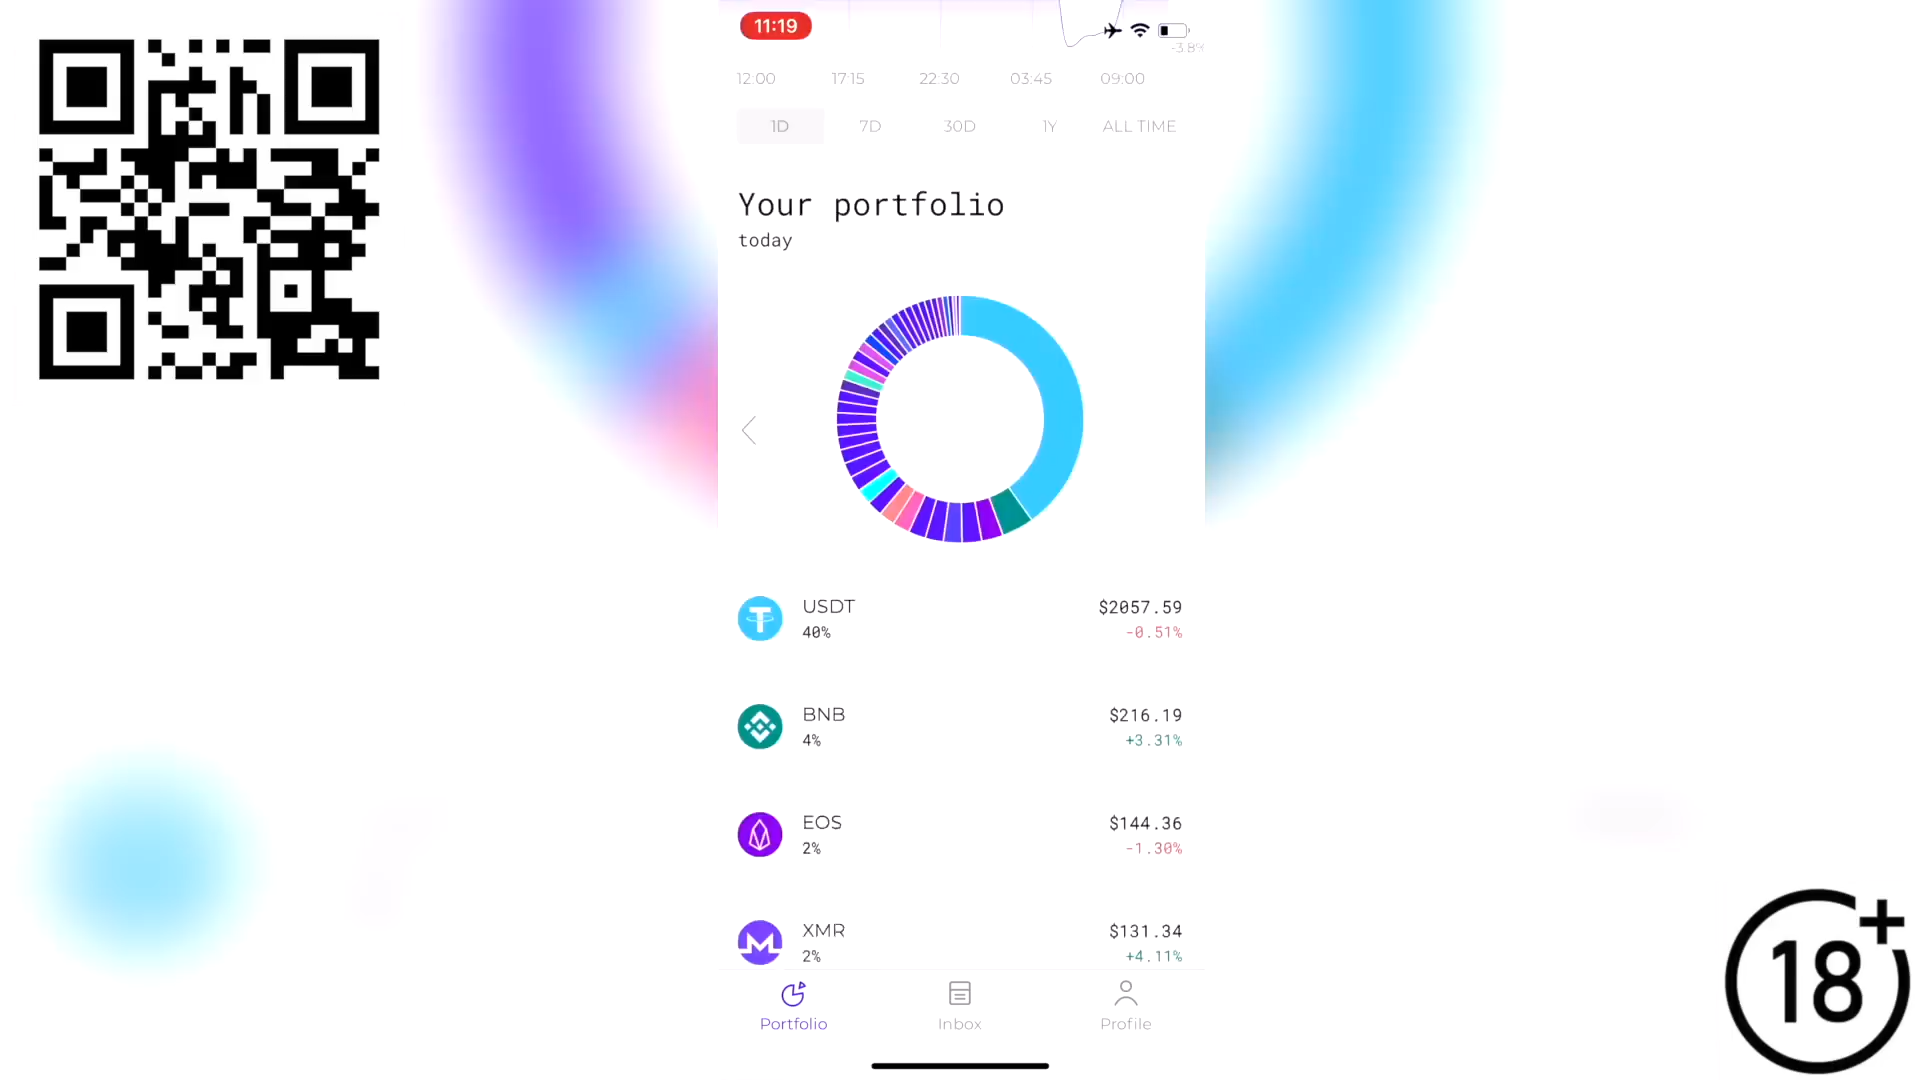 11:19
-3.8%
12:00 17:15 22:30 03:45 09:00
1D 7D 30D 1Y ALL TIME
Your portfolio
today
USDT $2057.59
40% -0.51%
BNB $216.19
4% +3.31%
EOS $144.36
2% -1.30%
XMR $131.34
2% +4.11%
Portfolio Inbox Profile
18+